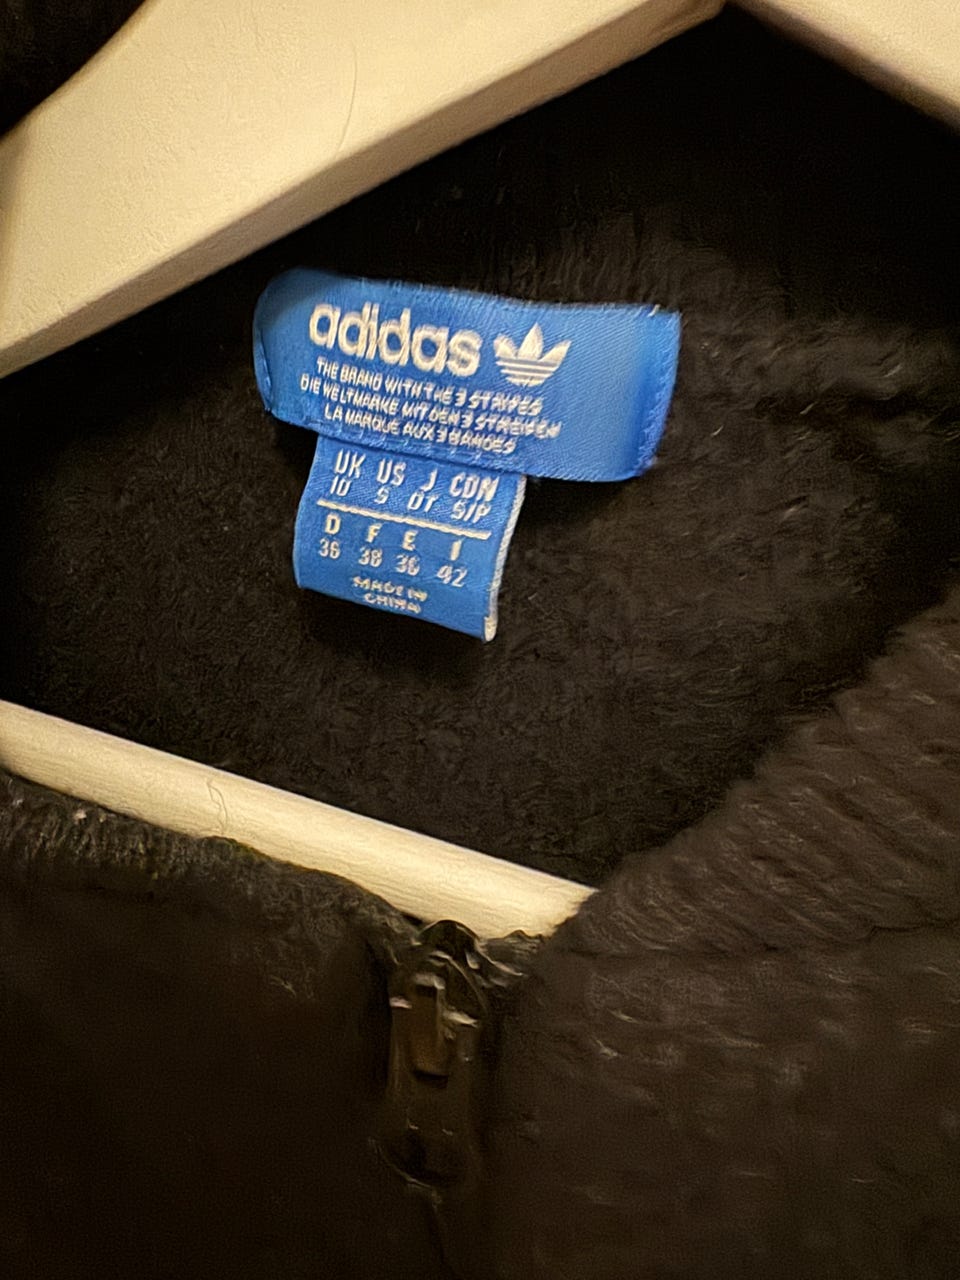 adidas
THE BRAND WITH THE 3 STRIPES
DIE WELTMARKE MIT DEN 3 STREIFEN
LA MARQUE AUX 3 BANDES
UK US J CDN
10 S OT S/P
D F E I
36 38 36 42
MADE IN
CHINA